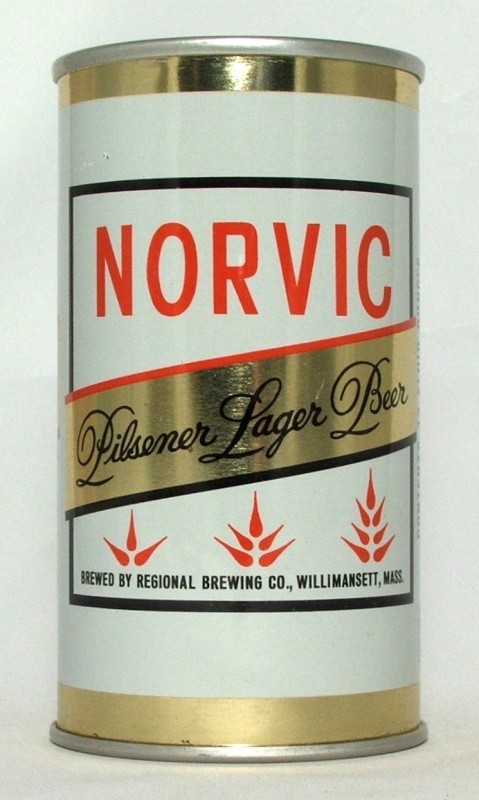 NORVIC
Pilsener Lager Beer
BREWED BY REGIONAL BREWING CO., WILLIMANSETT, MASS.